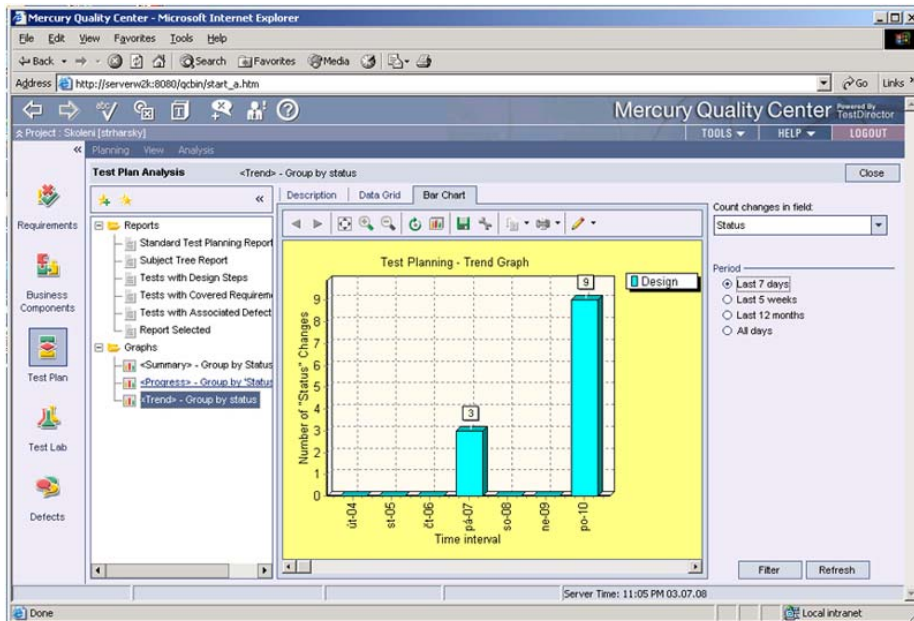 Mercury Quality Center - Microsoft Internet Explorer
File Edit View Favorites Tools Help
Back Search Favorites Media
Address http://serverw2k:8080/qcbin/start_a.htm Go Links »
abc Mercury Quality Center Powered By TestDirector
Project : Skoleni [strharsky] TOOLS HELP LOGOUT
« Planning View Analysis
Test Plan Analysis <Trend> - Group by status Close
Requirements
Business Components
Test Plan
Test Lab
Defects
«
Reports
Standard Test Planning Report
Subject Tree Report
Tests with Design Steps
Tests with Covered Requirem
Tests with Associated Defect
Report Selected
Graphs
<Summary> - Group by Status
<Progress> - Group by 'Status
<Trend> - Group by status
Description Data Grid Bar Chart
Test Planning - Trend Graph
Design
Number of "Status" Changes
9
8
7
6
5
4
3
2
1
0
3
9
út-04 st-05 čt-06 pá-07 so-08 ne-09 po-10
Time interval
Count changes in field:
Status
Period
Last 7 days
Last 5 weeks
Last 12 months
All days
Filter Refresh
Server Time: 11:05 PM 03.07.08
Done Local intranet